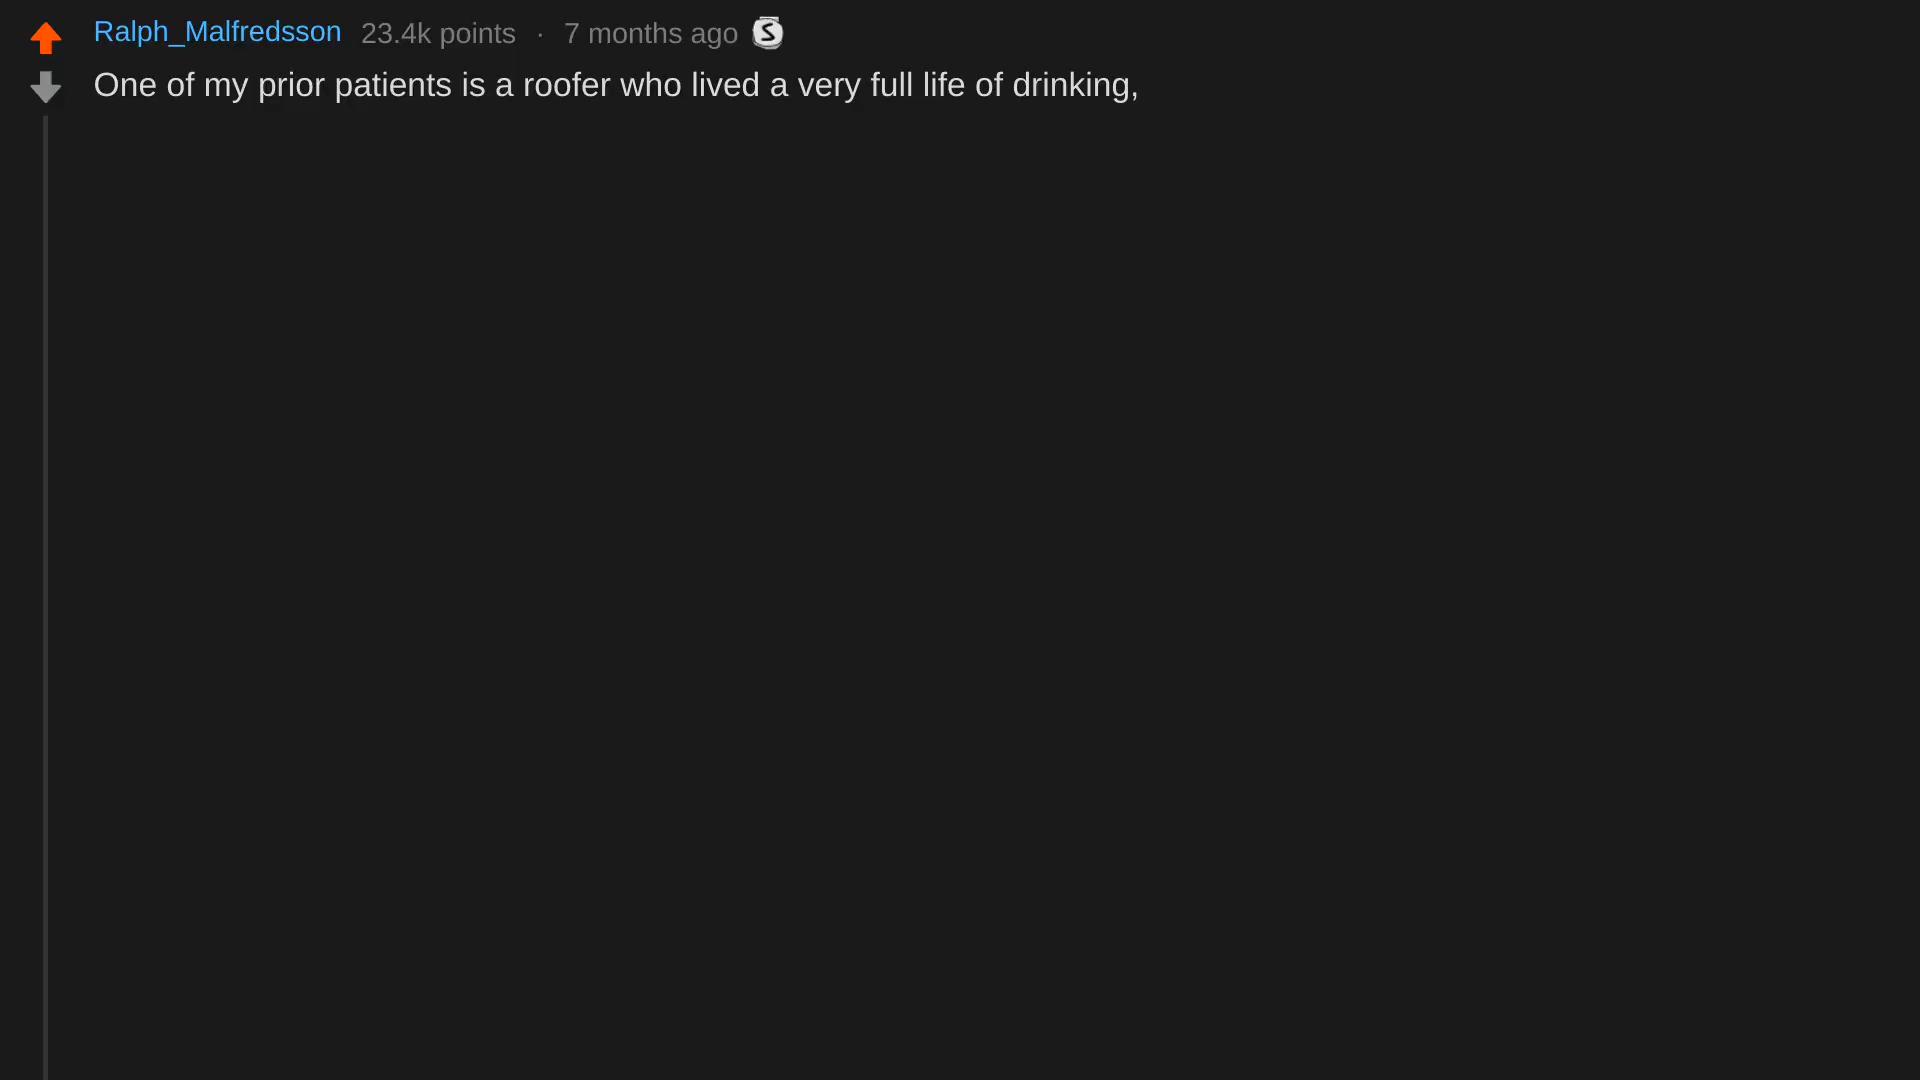 Ralph_Malfredsson 23.4k points · 7 months ago S
One of my prior patients is a roofer who lived a very full life of drinking,